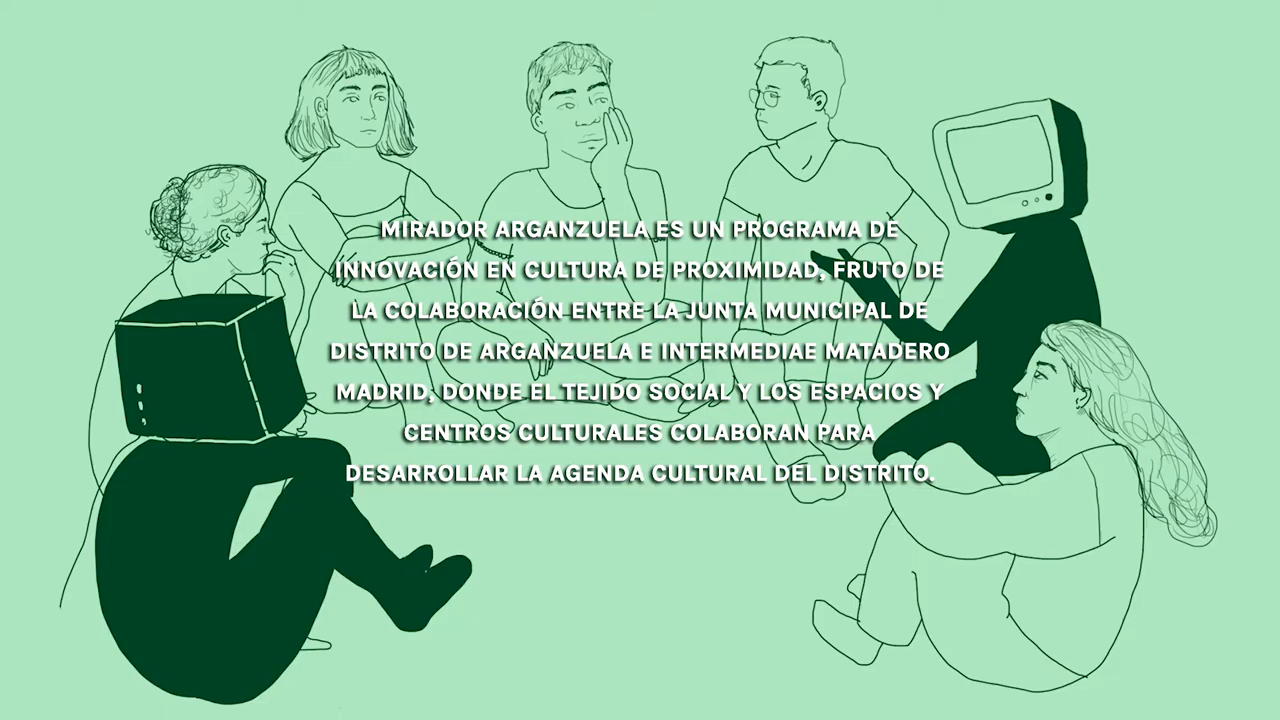 MIRADOR ARGANZUELA ES UN PROGRAMA DE
INNOVACIÓN EN CULTURA DE PROXIMIDAD, FRUTO DE
LA COLABORACIÓN ENTRE LA JUNTA MUNICIPAL DE
DISTRITO DE ARGANZUELA E INTERMEDIAE MATADERO
MADRID, DONDE EL TEJIDO SOCIAL Y LOS ESPACIOS Y
CENTROS CULTURALES COLABORAN PARA
DESARROLLAR LA AGENDA CULTURAL DEL DISTRITO.